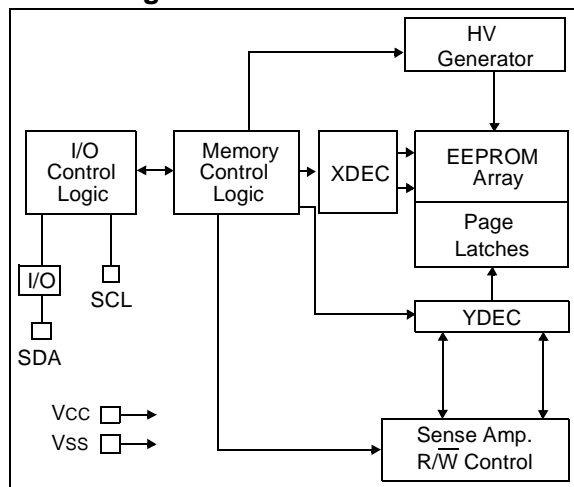 HV
Generator
I/O
Control
Logic
Memory
Control
Logic
XDEC
EEPROM
Array
Page
Latches
I/O
SCL
SDA
YDEC
VCC
VSS
Sense Amp.
R/W̅ Control